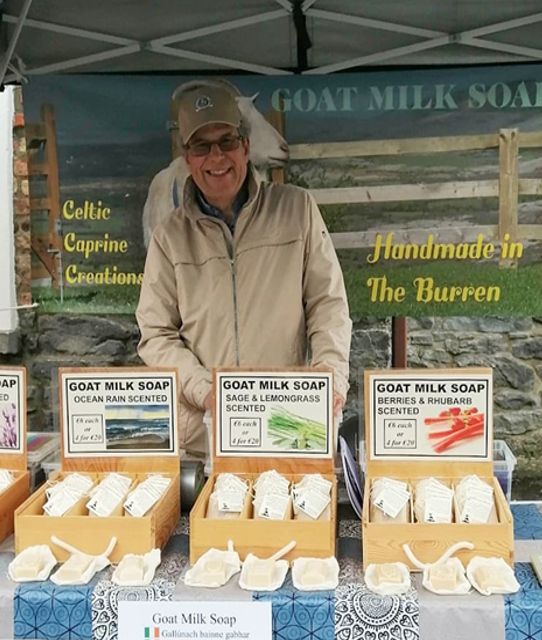 GOAT MILK SOAP
Celtic
Caprine
Creations
Handmade in
The Burren
GOAT MILK SOAP
OCEAN RAIN SCENTED
€6 each
or
4 for €20
GOAT MILK SOAP
SAGE & LEMONGRASS
SCENTED
€6 each
or
4 for €20
GOAT MILK SOAP
BERRIES & RHUBARB
SCENTED
€6 each
or
4 for €20
Goat Milk Soap
Gallúnach bainne gabhar